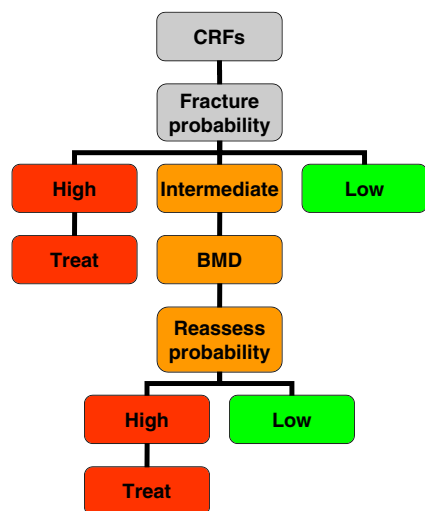 CRFs
Fracture
probability
High
Intermediate
Low
Treat
BMD
Reassess
probability
High
Low
Treat